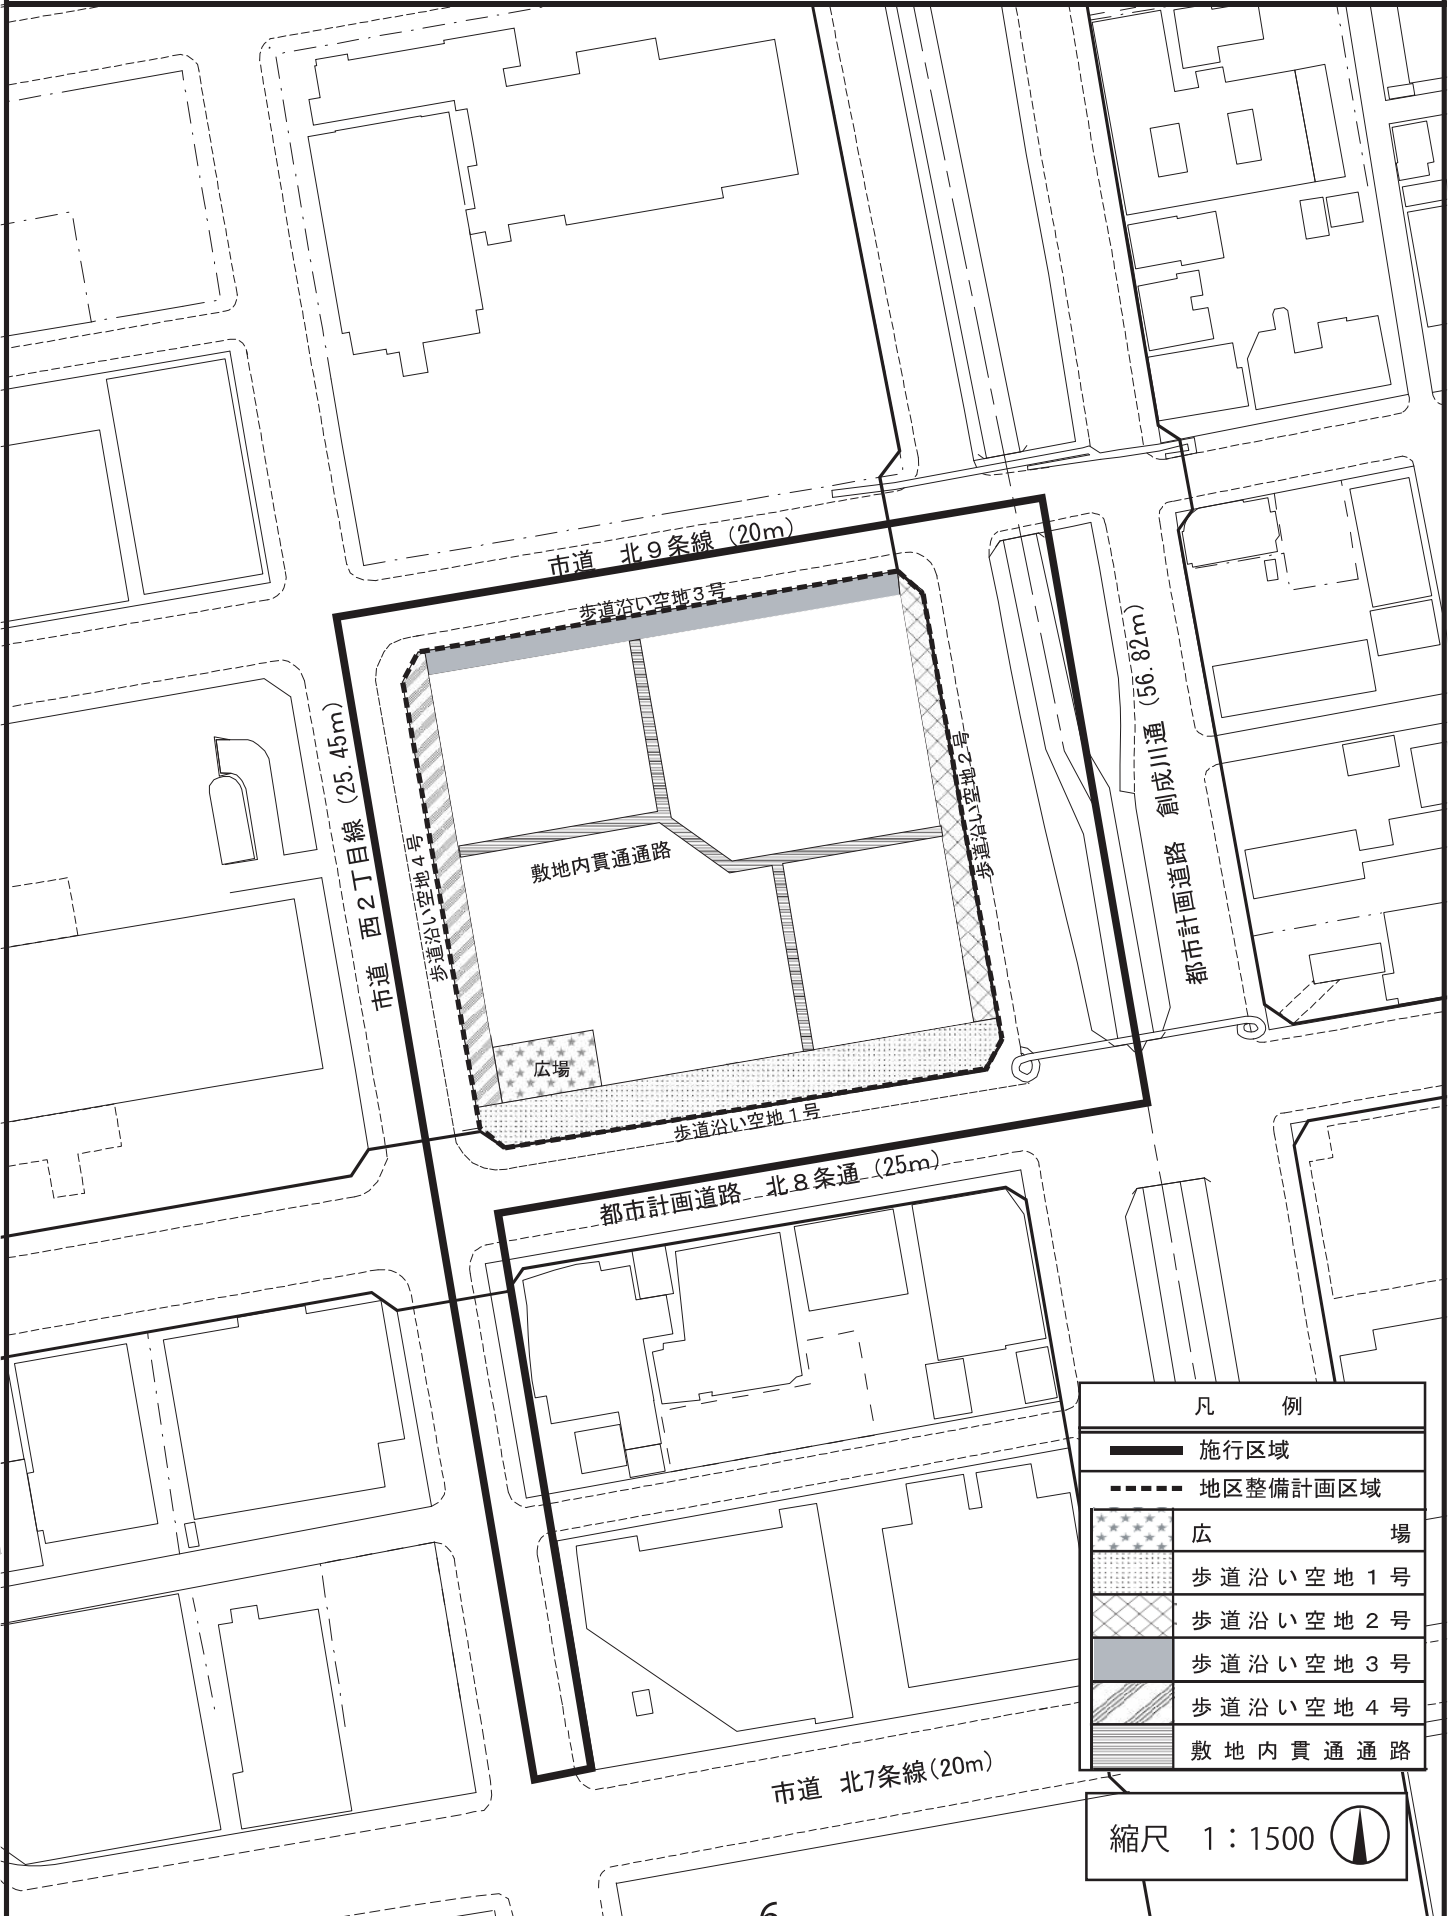 市道　北９条線（20m）
歩道沿い空地３号
都市計画道路　創成川通（56.82m）
市道　西２丁目線（25.45m）
歩道沿い空地２号
歩道沿い空地４号
敷地内貫通通路
広場
歩道沿い空地１号
都市計画道路　北８条通（25m）
市道　北7条線(20m)
凡　例
施行区域
地区整備計画区域
広　場
歩道沿い空地１号
歩道沿い空地２号
歩道沿い空地３号
歩道沿い空地４号
敷地内貫通通路
縮尺　1：1500